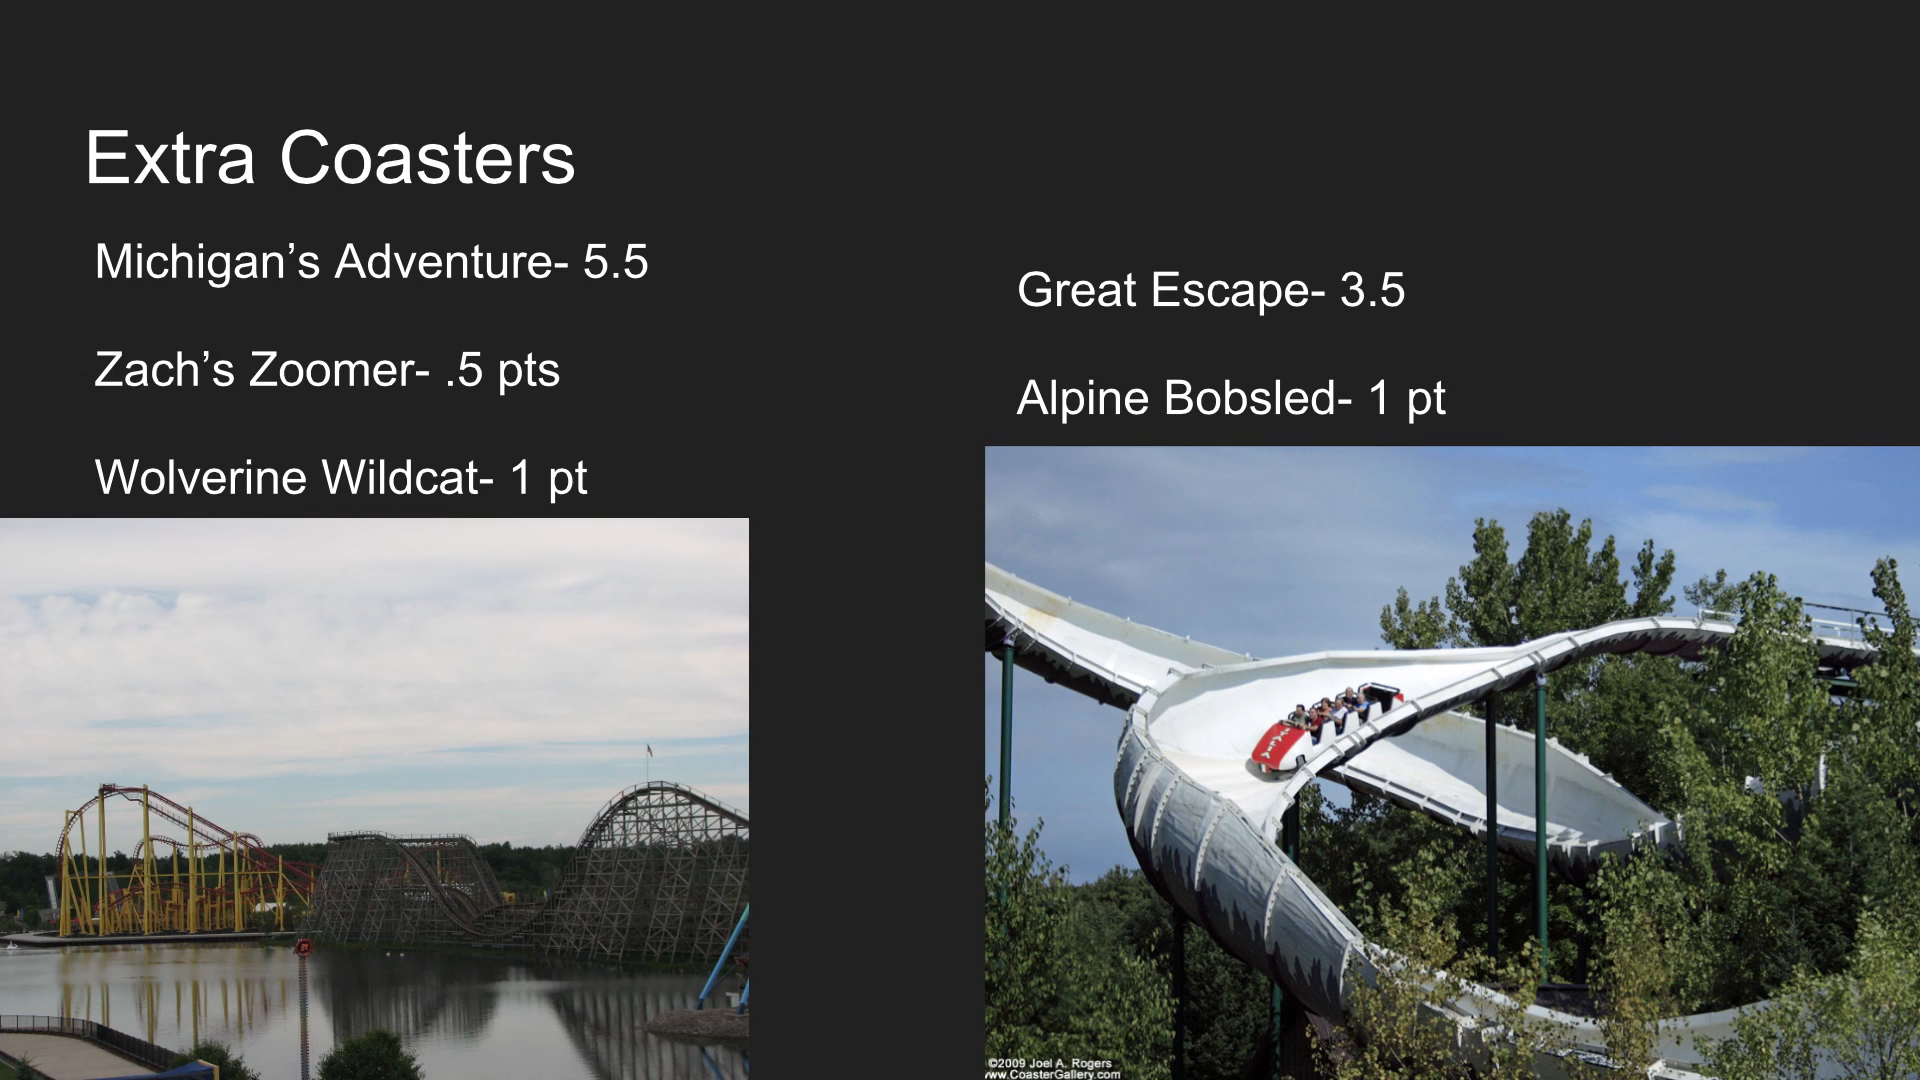 Extra Coasters
Michigan’s Adventure- 5.5
Zach’s Zoomer- .5 pts
Wolverine Wildcat- 1 pt
Great Escape- 3.5
Alpine Bobsled- 1 pt
©2009 Joel A. Rogers
www.CoasterGallery.com